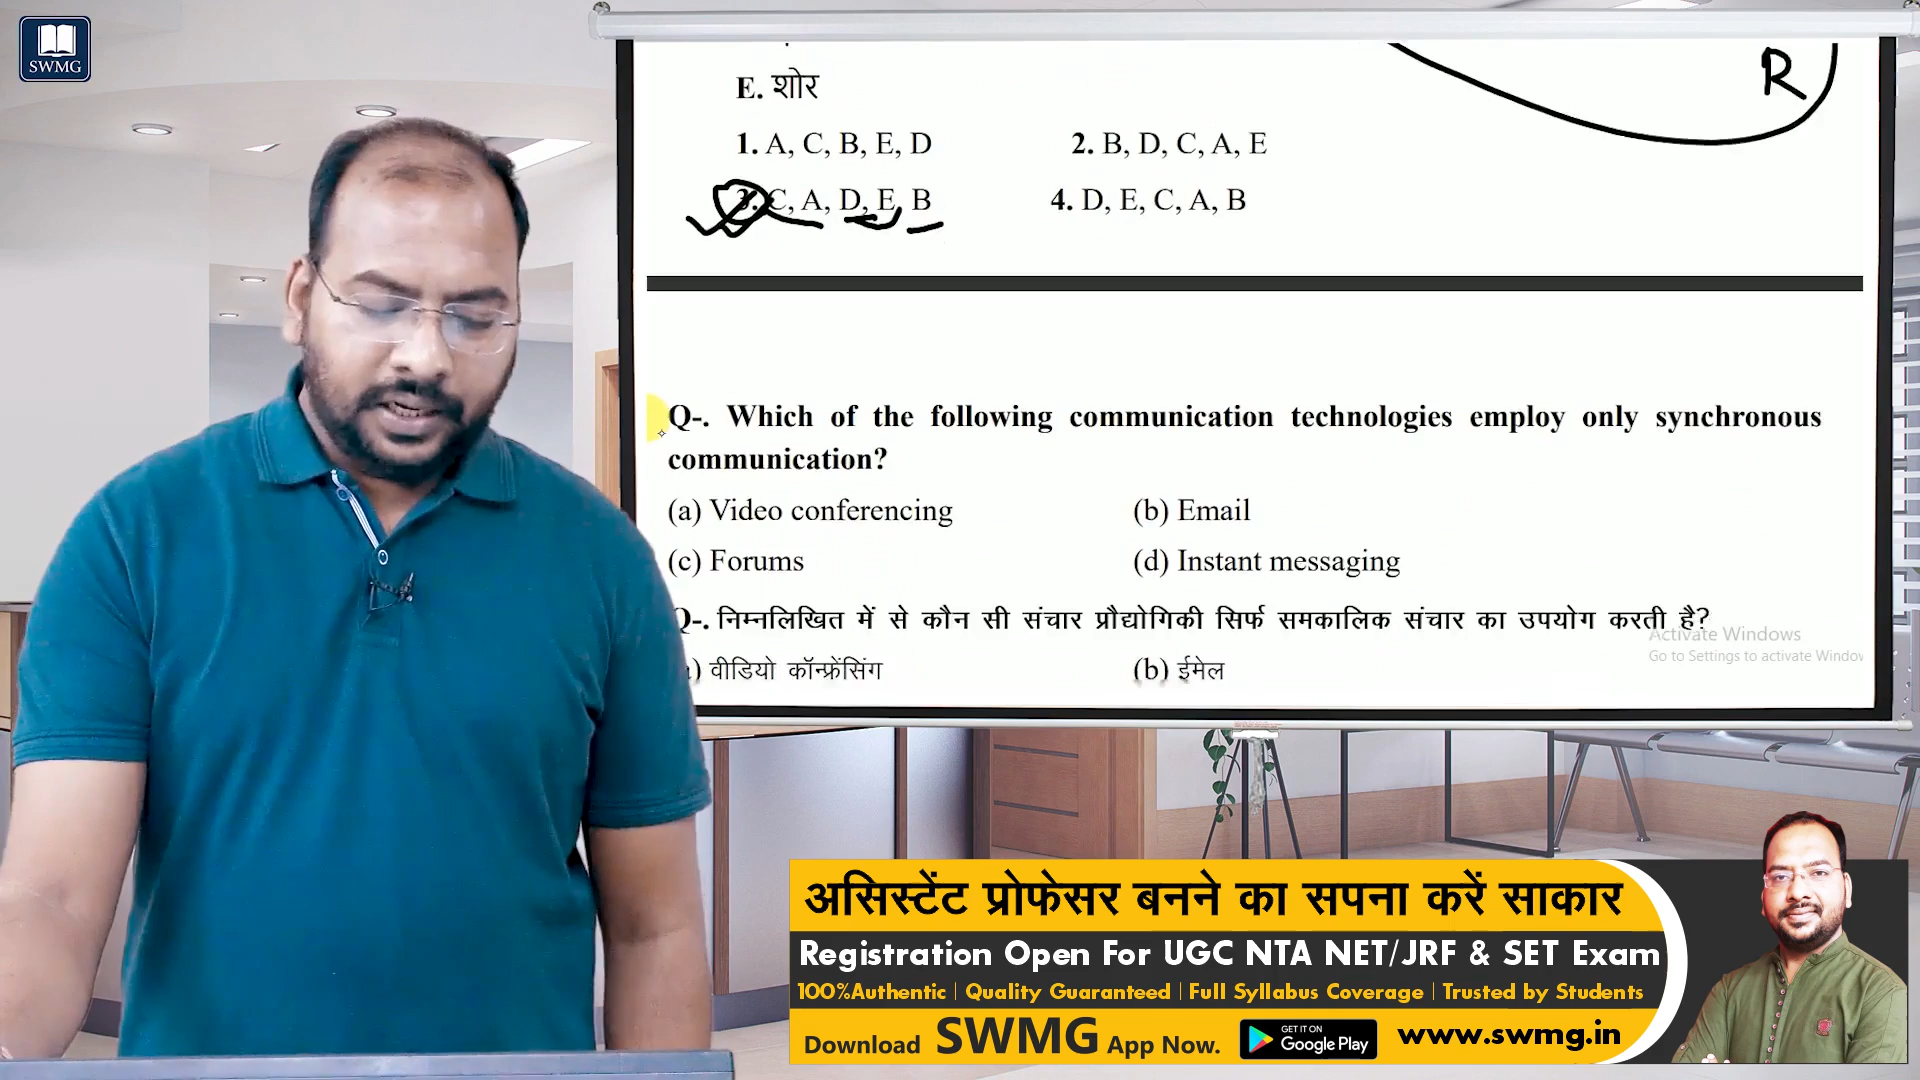 SWMG
R
E. शोर
1. A, C, B, E, D
2. B, D, C, A, E
3. C, A, D, E, B
4. D, E, C, A, B
Q-. Which of the following communication technologies employ only synchronous
communication?
(a) Video conferencing
(b) Email
(c) Forums
(d) Instant messaging
Q-. निम्नलिखित में से कौन सी संचार प्रौद्योगिकी सिर्फ समकालिक संचार का उपयोग करती है?
Activate Windows
Go to Settings to activate Window
) वीडियो कॉन्फ्रेंसिंग
(b) ईमेल
असिस्टेंट प्रोफेसर बनने का सपना करें साकार
Registration Open For UGC NTA NET/JRF & SET Exam
100%Authentic | Quality Guaranteed | Full Syllabus Coverage | Trusted by Students
Download SWMG App Now.
GET IT ON
Google Play
www.swmg.in